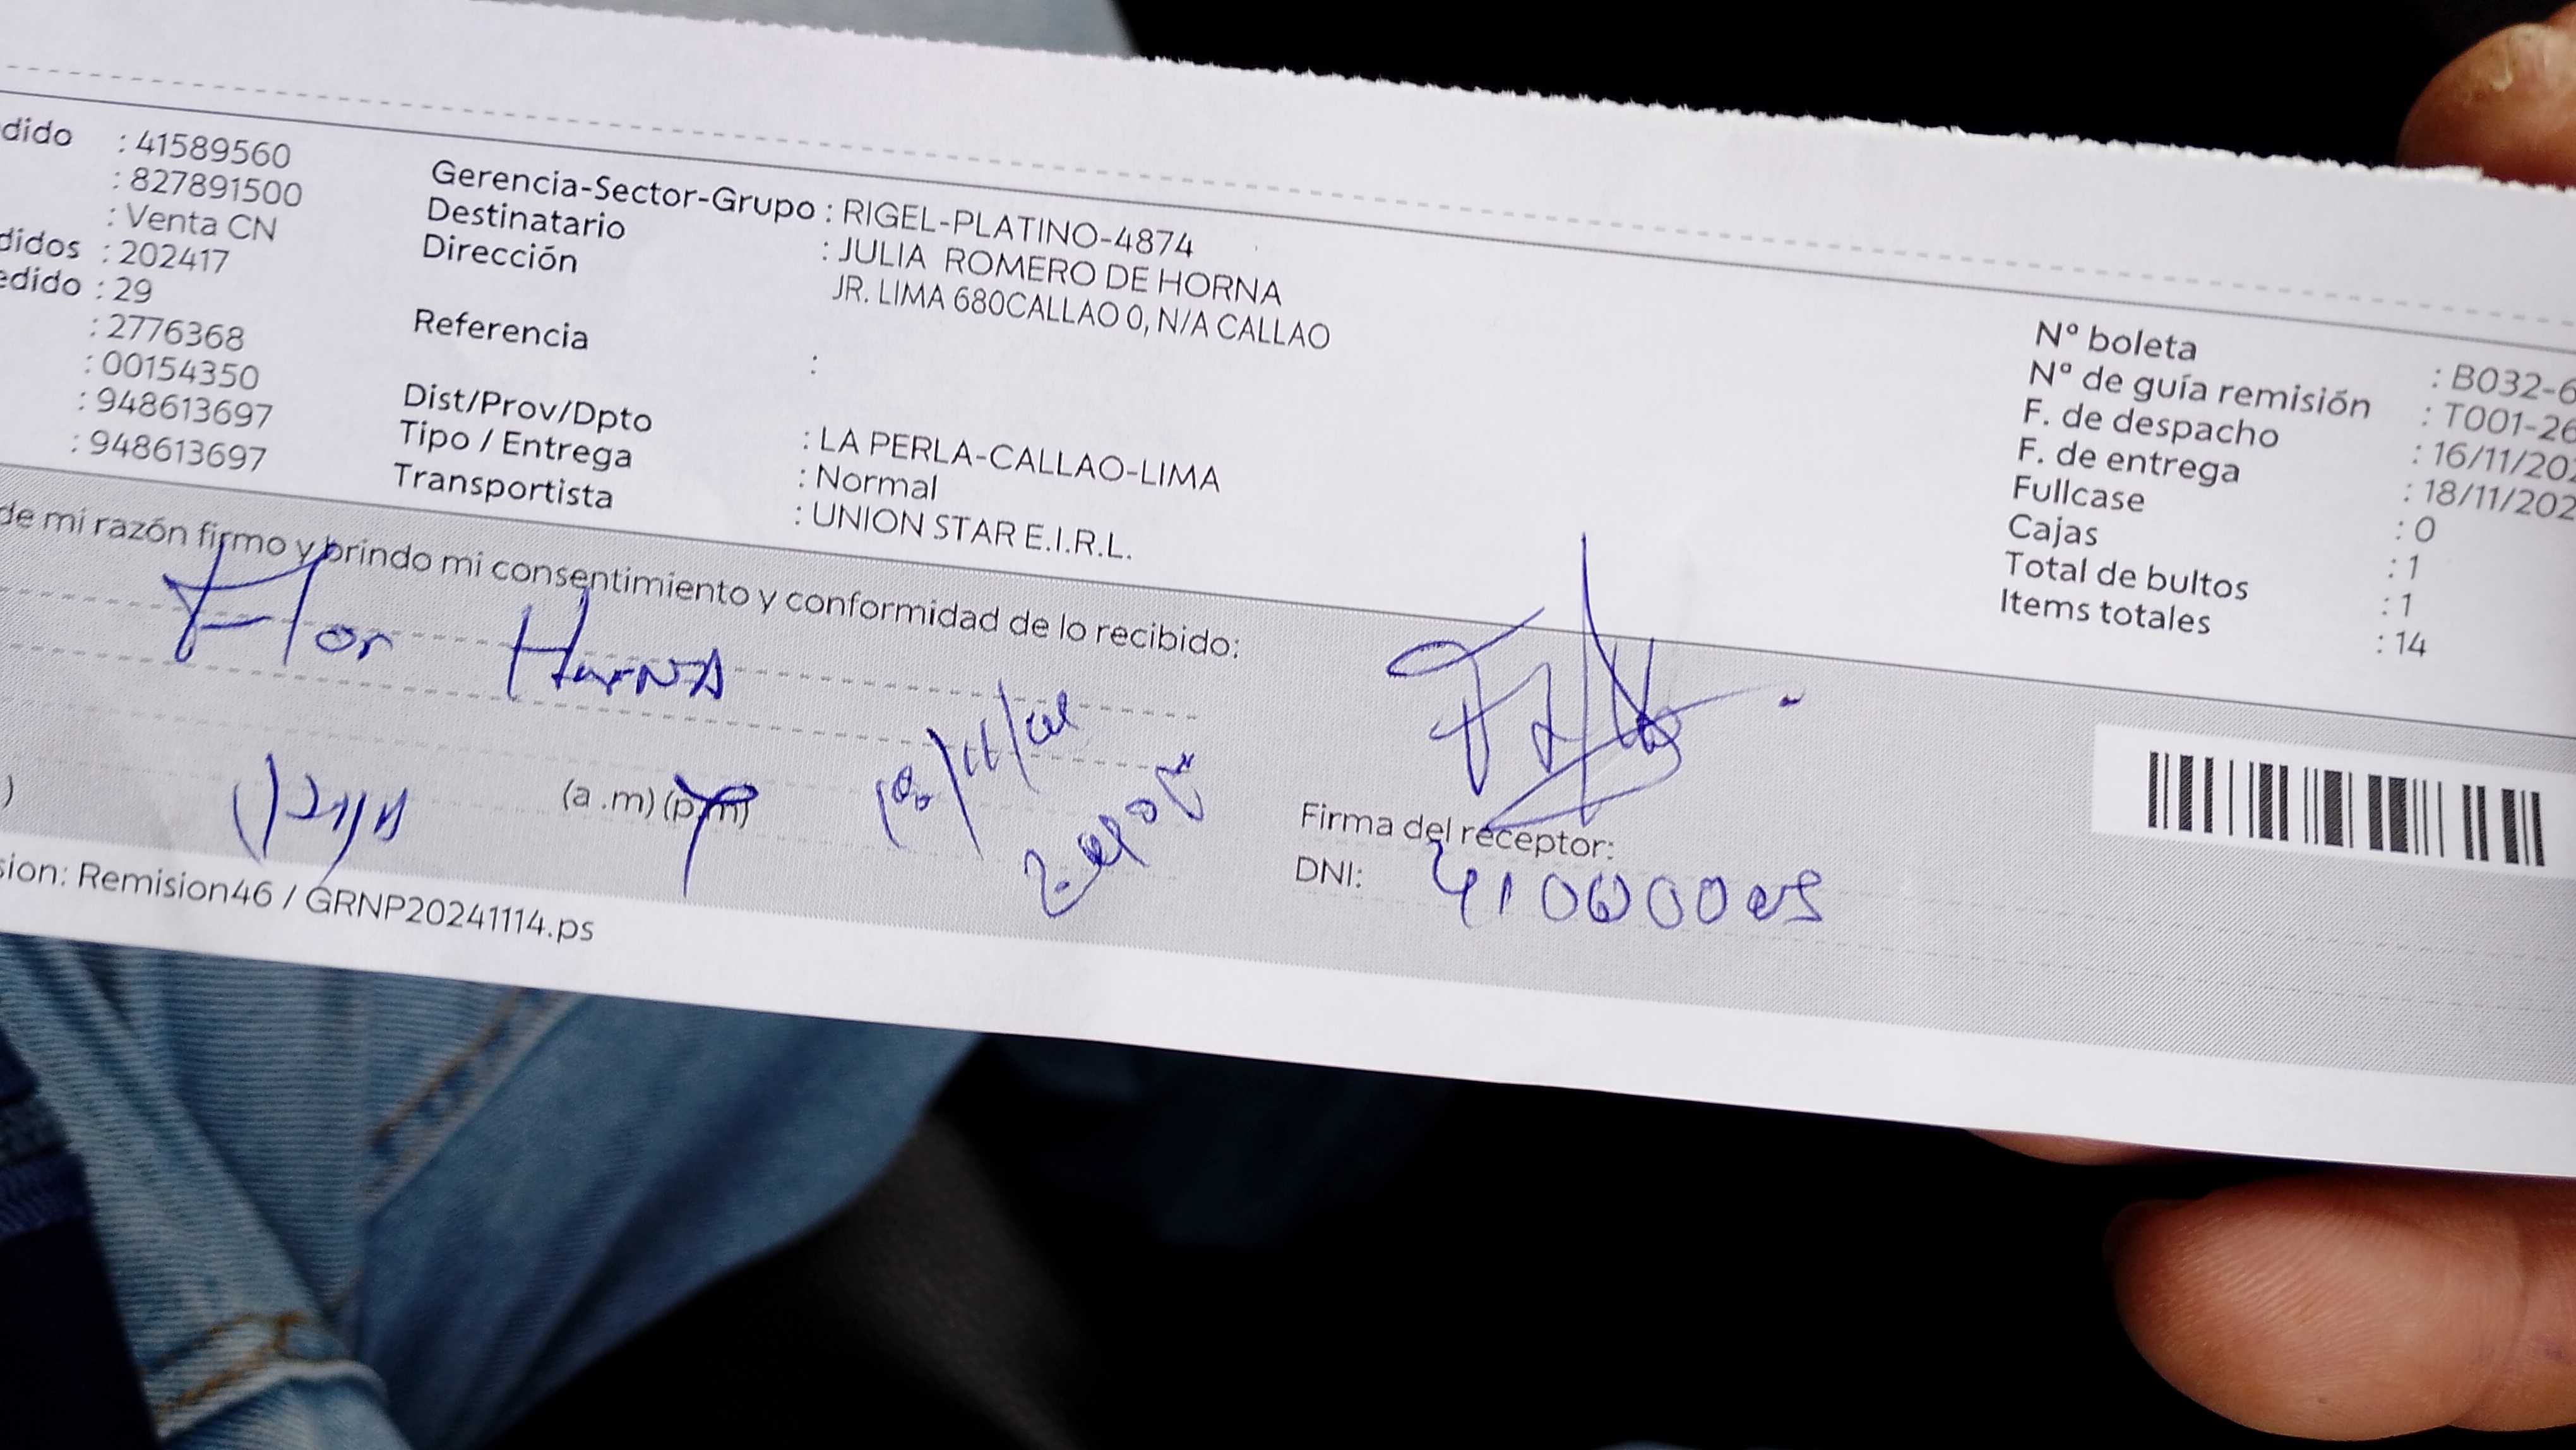 dido : 41589560
: 827891500
: Venta CN
didos : 202417
edido : 29
: 2776368
: 00154350
: 948613697
: 948613697
Gerencia-Sector-Grupo : RIGEL-PLATINO-4874
Destinatario : JULIA ROMERO DE HORNA
Dirección JR. LIMA 680CALLAO 0, N/A CALLAO
Referencia :
Dist/Prov/Dpto : LA PERLA-CALLAO-LIMA
Tipo / Entrega : Normal
Transportista : UNION STAR E.I.R.L.
Nº boleta : B032-6
Nº de guía remisión : T001-26
F. de despacho : 16/11/202
F. de entrega : 18/11/202
Fullcase : 0
Cajas : 1
Total de bultos : 1
Items totales : 14
de mi razón firmo y brindo mi consentimiento y conformidad de lo recibido:
Flor Horna
) (a .m) (p.m)
Firma del receptor:
DNI:
sion: Remision46 / GRNP20241114.ps